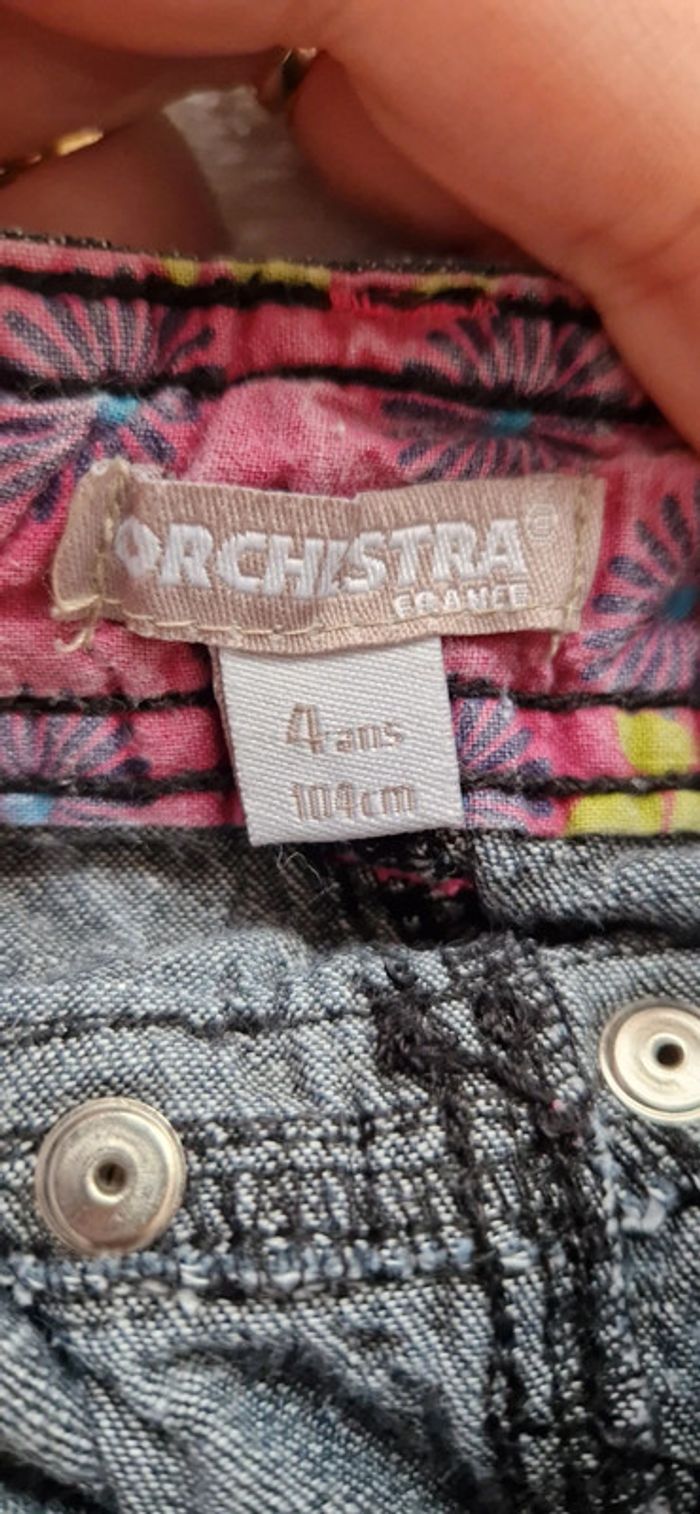 ORCHESTRA®
FRANCE
4 ans
104cm